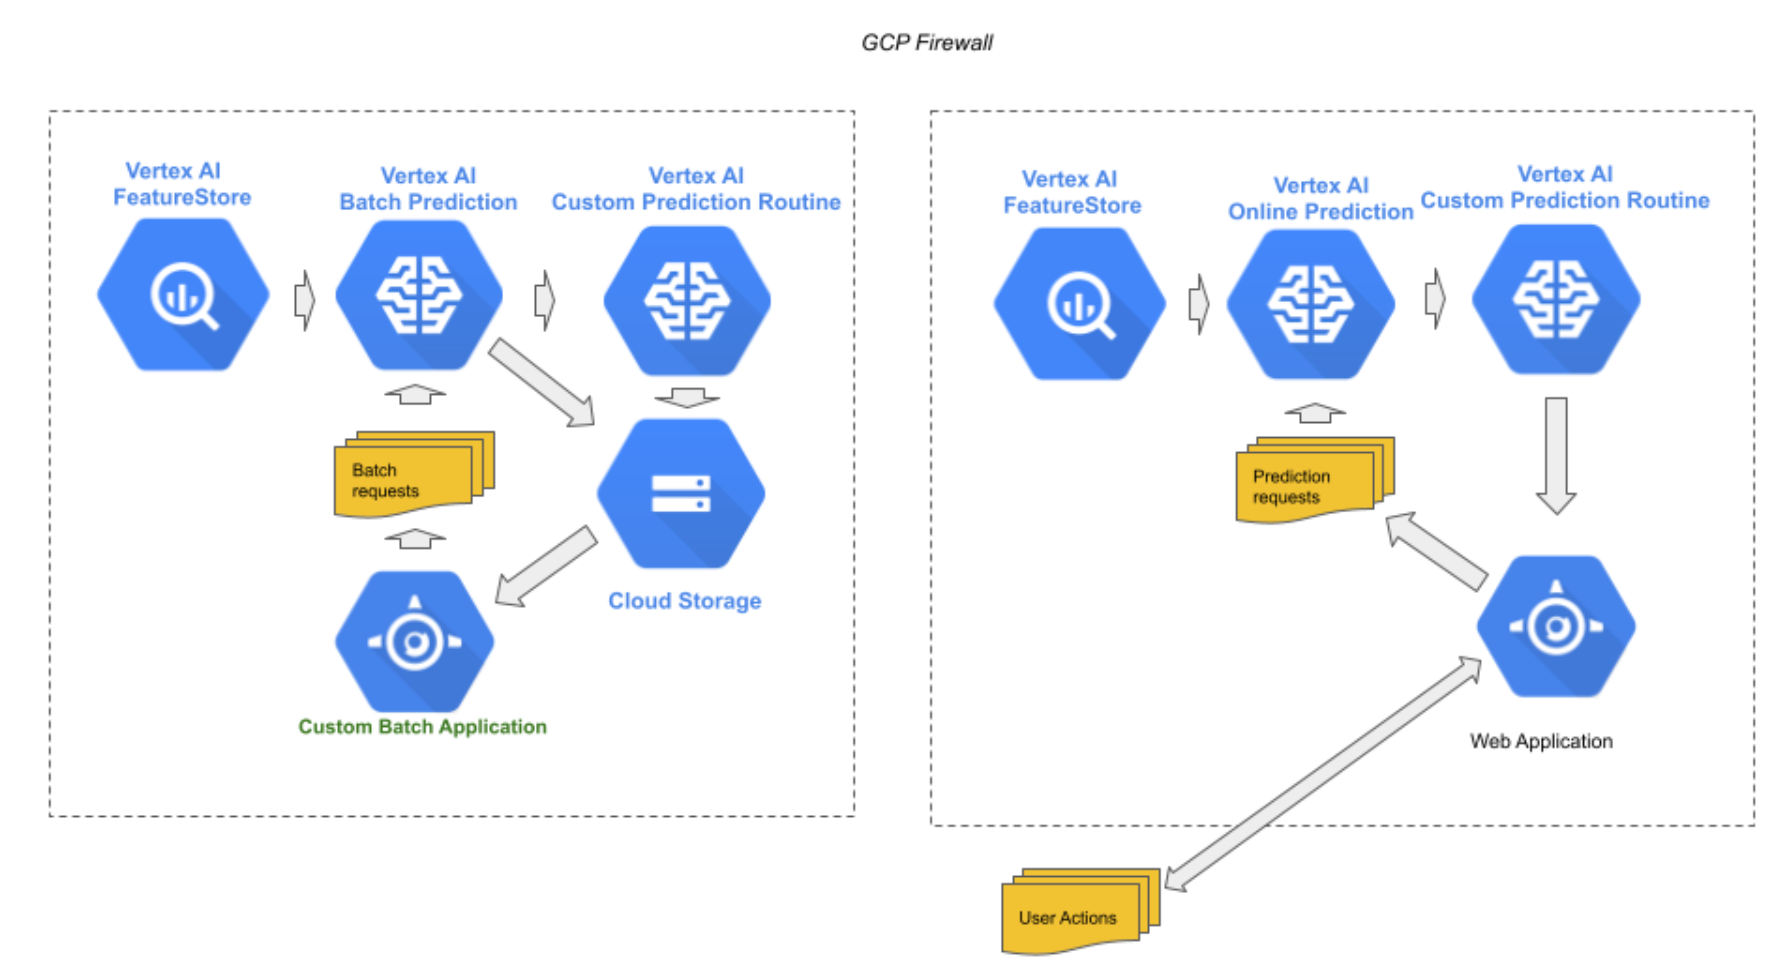 GCP Firewall
Vertex AI
FeatureStore
Vertex AI
Batch Prediction
Vertex AI
Custom Prediction Routine
Batch
requests
Cloud Storage
Custom Batch Application
Vertex AI
FeatureStore
Vertex AI
Online Prediction
Vertex AI
Custom Prediction Routine
Prediction
requests
Web Application
User Actions